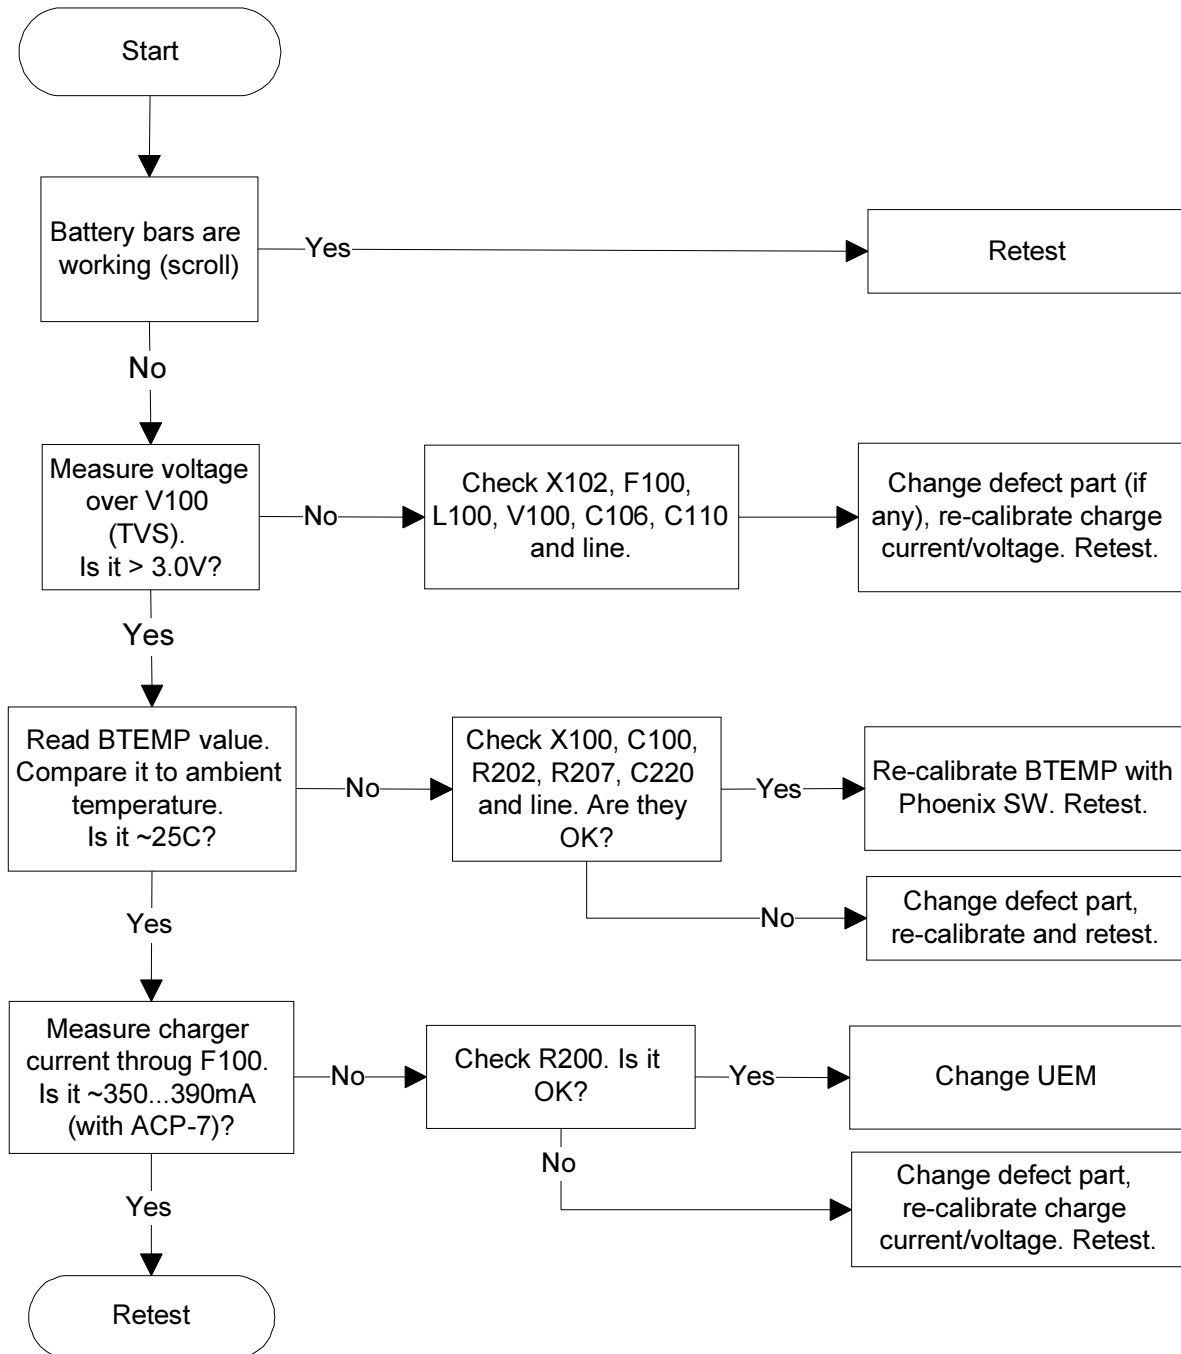 Start
Battery bars are
working (scroll)
Yes
Retest
No
Measure voltage
over V100
(TVS).
Is it > 3.0V?
No
Check X102, F100,
L100, V100, C106, C110
and line.
Change defect part (if
any), re-calibrate charge
current/voltage. Retest.
Yes
Read BTEMP value.
Compare it to ambient
temperature.
Is it ~25C?
No
Check X100, C100,
R202, R207, C220
and line. Are they
OK?
Yes
Re-calibrate BTEMP with
Phoenix SW. Retest.
No
Change defect part,
re-calibrate and retest.
Yes
Measure charger
current throug F100.
Is it ~350...390mA
(with ACP-7)?
No
Check R200. Is it
OK?
Yes
Change UEM
No
Change defect part,
re-calibrate charge
current/voltage. Retest.
Yes
Retest